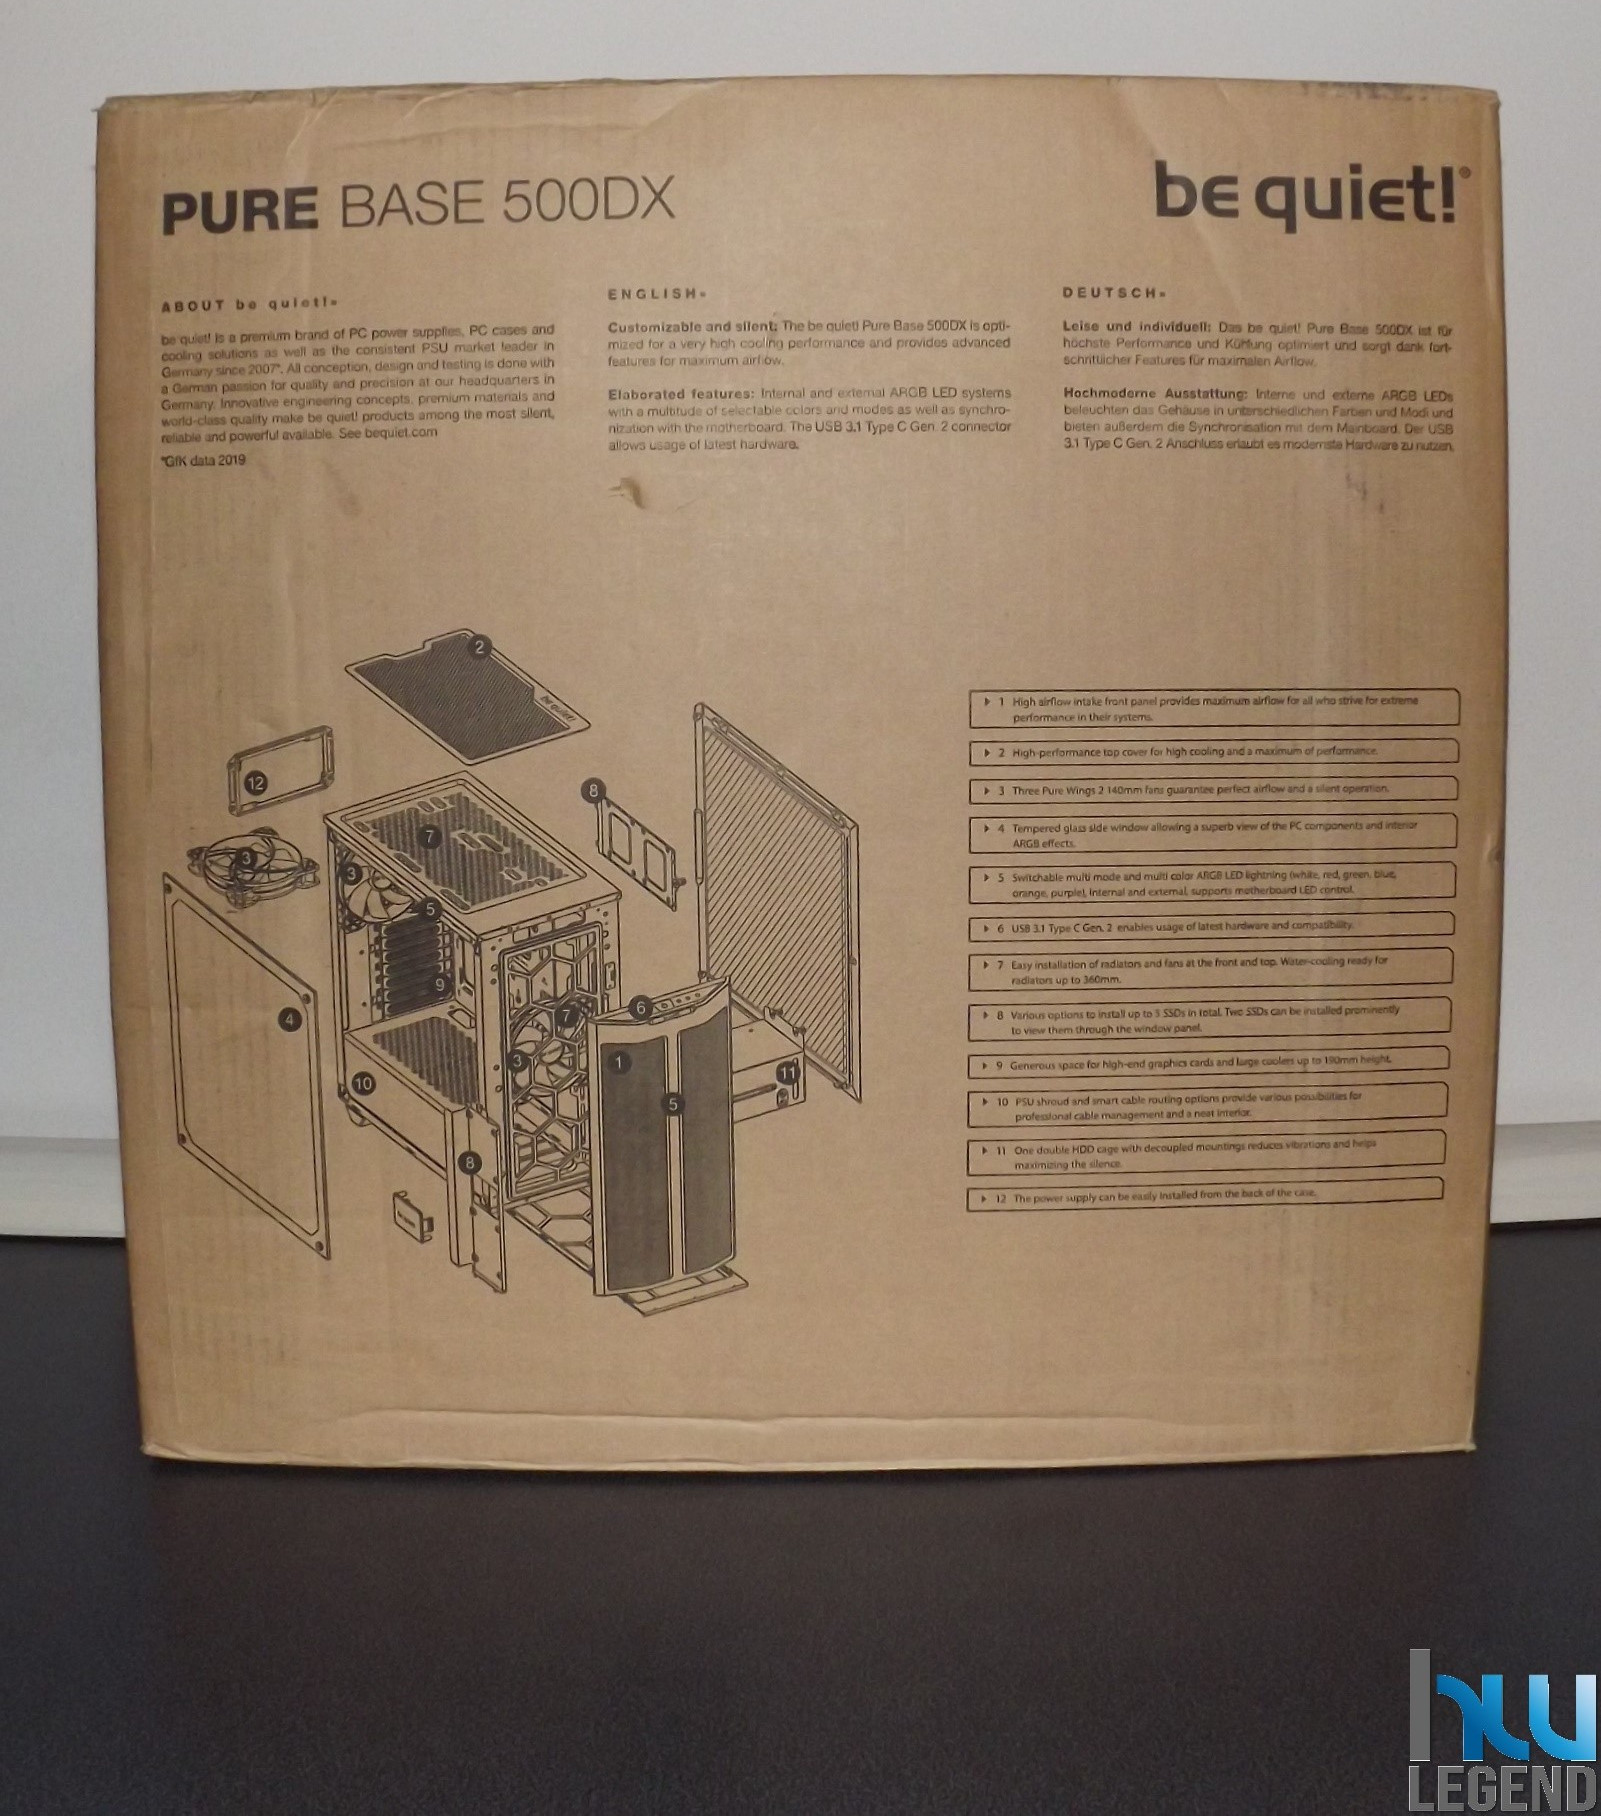 PURE BASE 500DX
be quiet!®
ABOUT be quiet!
be quiet! is a premium brand of PC power supplies, PC cases and
cooling solutions as well as the consistent PSU market leader in
Germany since 2007*. All conception, design and testing is done with
a German passion for quality and precision at our headquarters in
Germany. Innovative engineering concepts, premium materials and
world-class quality make be quiet! products among the most silent,
reliable and powerful available. See bequiet.com
*GfK data 2019
ENGLISH
Customizable and silent: The be quiet! Pure Base 500DX is opti-
mized for a very high cooling performance and provides advanced
features for maximum airflow.
Elaborated features: Internal and external ARGB LED systems
with a multitude of selectable colors and modes as well as synchro-
nization with the motherboard. The USB 3.1 Type C Gen. 2 connector
allows usage of latest hardware.
DEUTSCH
Leise und individuell: Das be quiet! Pure Base 500DX ist für
höchste Performance und Kühlung optimiert und sorgt dank fort-
schrittlicher Features für maximalen Airflow.
Hochmoderne Ausstattung: Interne und externe ARGB LEDs
beleuchten das Gehäuse in unterschiedlichen Farben und Modi und
bieten außerdem die Synchronisation mit dem Mainboard. Der USB
3.1 Type C Gen. 2 Anschluss erlaubt es modernste Hardware zu nutzen.
2
be quiet!
12
8
7
3
3
5
9
4
6
7
3
1
10
11
5
8
1 High airflow intake front panel provides maximum airflow for all who strive for extreme
performance in their systems.
2 High-performance top cover for high cooling and a maximum of performance.
3 Three Pure Wings 2 140mm fans guarantee perfect airflow and a silent operation.
4 Tempered glass side window allowing a superb view of the PC components and interior
ARGB effects.
5 Switchable multi mode and multi color ARGB LED lightning (white, red, green, blue,
orange, purple), internal and external, supports motherboard LED control.
6 USB 3.1 Type C Gen. 2 enables usage of latest hardware and compatibility.
7 Easy installation of radiators and fans at the front and top. Water-cooling ready for
radiators up to 360mm.
8 Various options to install up to 5 SSDs in total. Two SSDs can be installed prominently
to view them through the window panel.
9 Generous space for high-end graphics cards and large coolers up to 190mm height.
10 PSU shroud and smart cable routing options provide various possibilities for
professional cable management and a neat interior.
11 One double HDD cage with decoupled mountings reduces vibrations and helps
maximizing the silence.
12 The power supply can be easily installed from the back of the case.
LEGEND